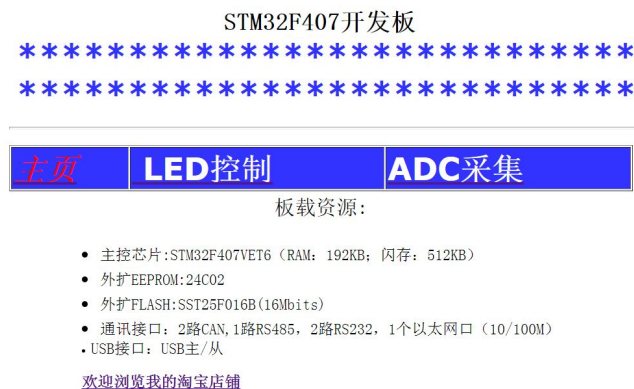 STM32F407开发板
****************************
****************************
主页 LED控制 ADC采集
板载资源:
• 主控芯片:STM32F407VET6（RAM: 192KB; 闪存: 512KB）
• 外扩EEPROM:24C02
• 外扩FLASH:SST25F016B(16Mbits)
• 通讯接口: 2路CAN,1路RS485, 2路RS232, 1个以太网口（10/100M）
• USB接口: USB主/从
欢迎浏览我的淘宝店铺